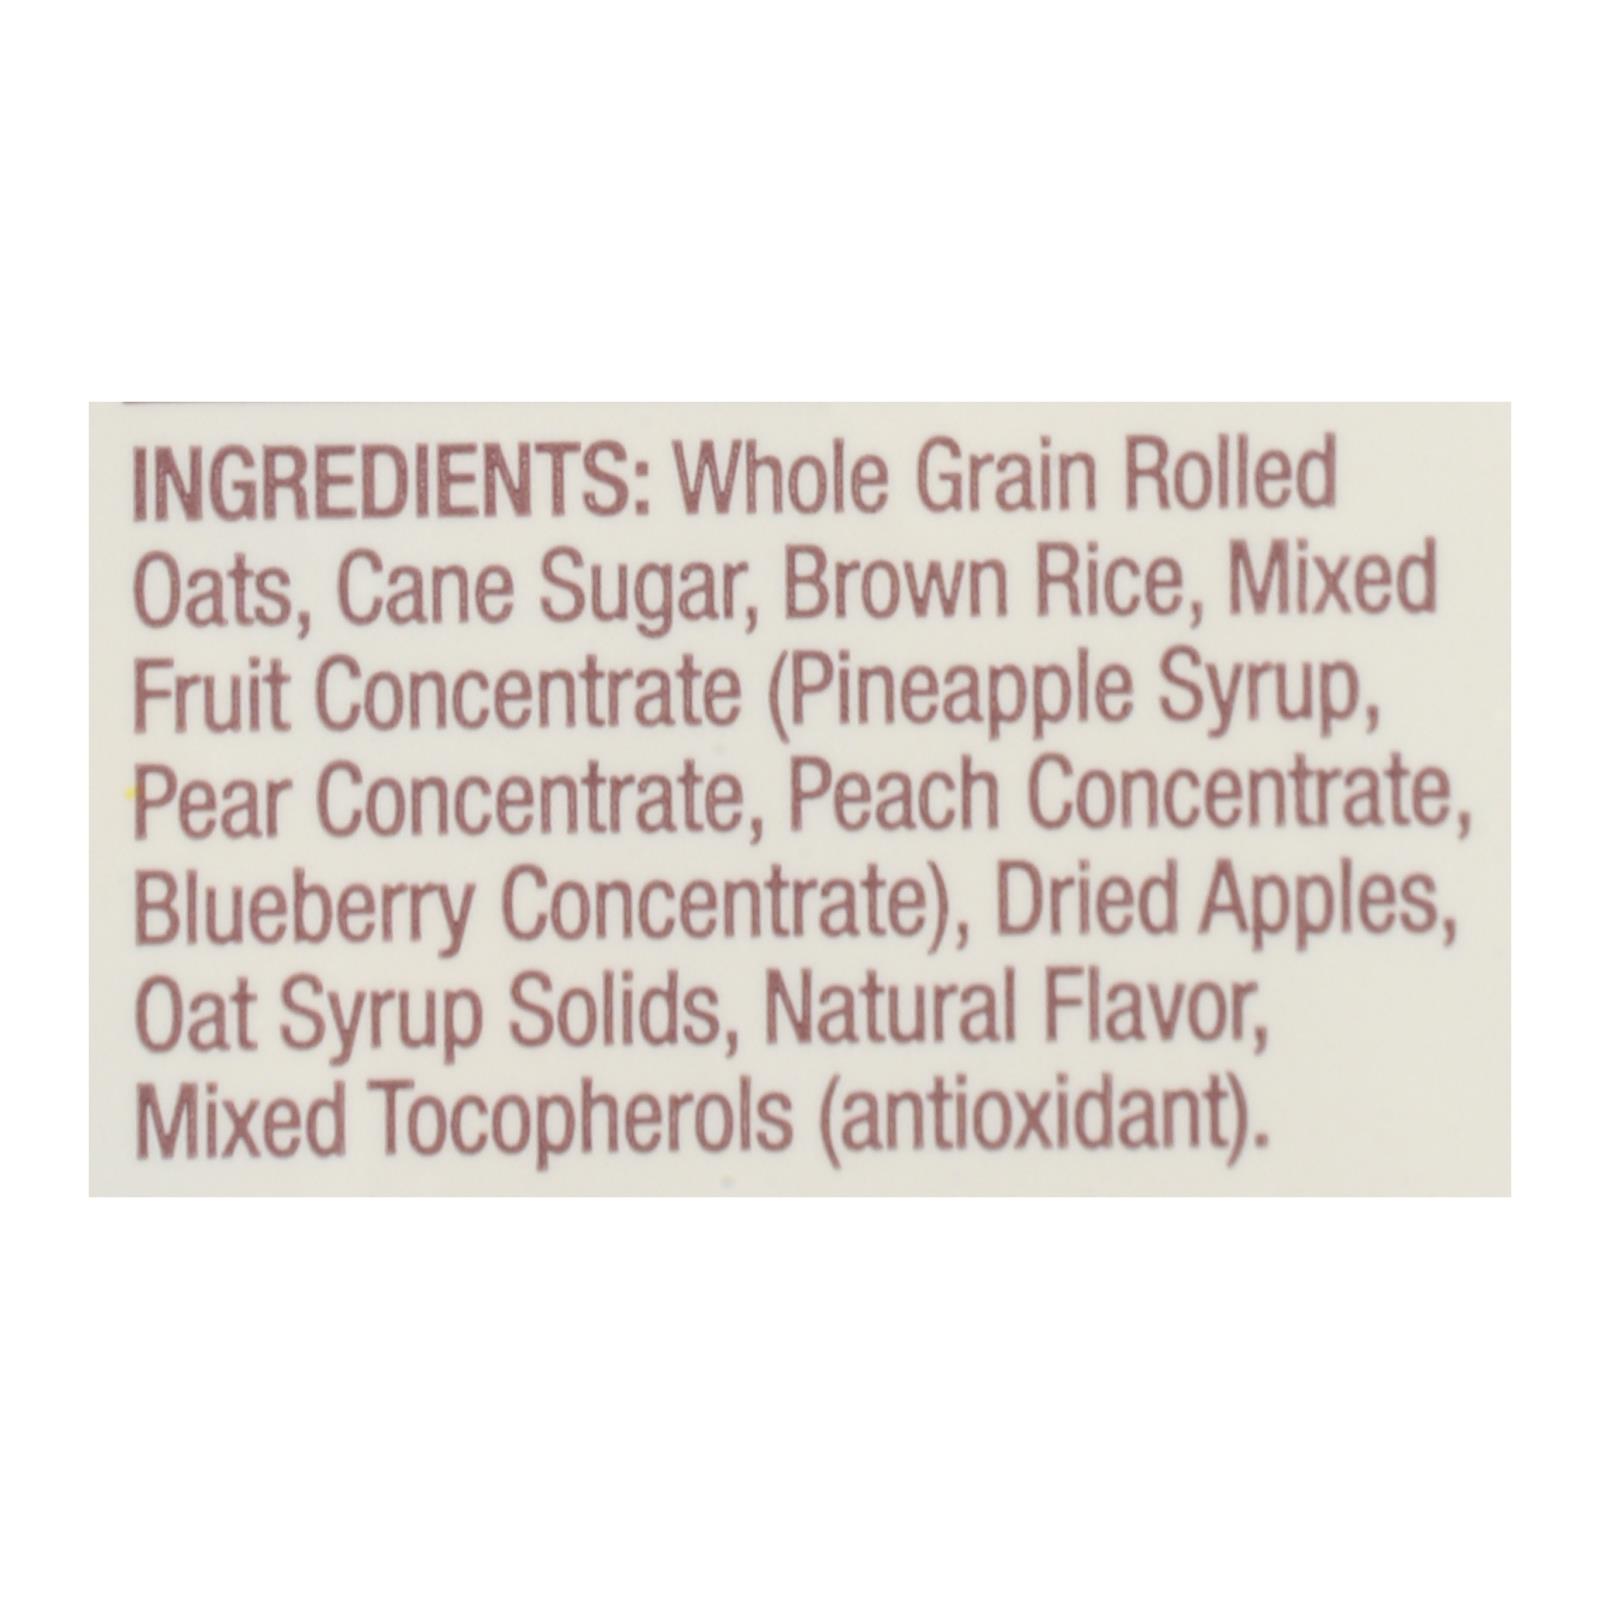 INGREDIENTS: Whole Grain Rolled
Oats, Cane Sugar, Brown Rice, Mixed
Fruit Concentrate (Pineapple Syrup,
Pear Concentrate, Peach Concentrate,
Blueberry Concentrate), Dried Apples,
Oat Syrup Solids, Natural Flavor,
Mixed Tocopherols (antioxidant).